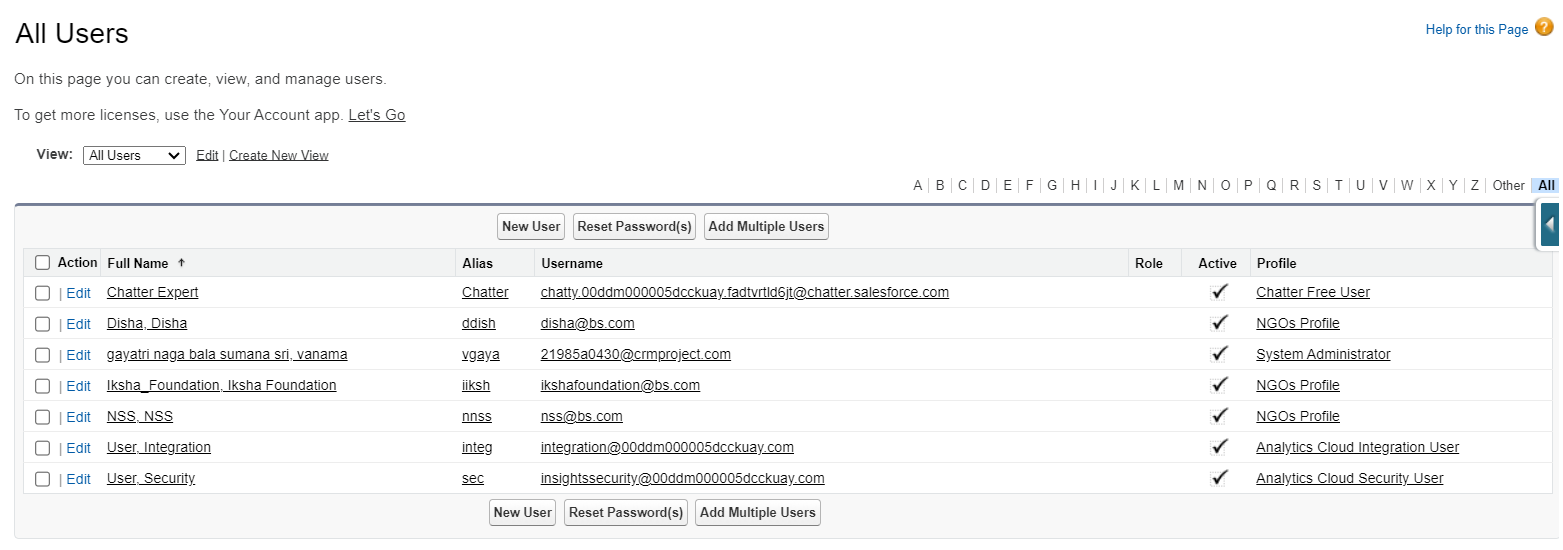 All Users
Help for this Page ?
On this page you can create, view, and manage users.
To get more licenses, use the Your Account app. Let's Go
View: All Users Edit | Create New View
A | B | C | D | E | F | G | H | I | J | K | L | M | N | O | P | Q | R | S | T | U | V | W | X | Y | Z | Other | All
New User Reset Password(s) Add Multiple Users
Action Full Name ↑ Alias Username Role Active Profile
| Edit Chatter Expert Chatter chatty.00ddm000005dcckuay.fadtvrtld6jt@chatter.salesforce.com Chatter Free User
| Edit Disha, Disha ddish disha@bs.com NGOs Profile
| Edit gayatri naga bala sumana sri, vanama vgaya 21985a0430@crmproject.com System Administrator
| Edit Iksha_Foundation, Iksha Foundation iiksh ikshafoundation@bs.com NGOs Profile
| Edit NSS, NSS nnss nss@bs.com NGOs Profile
| Edit User, Integration integ integration@00ddm000005dcckuay.com Analytics Cloud Integration User
| Edit User, Security sec insightssecurity@00ddm000005dcckuay.com Analytics Cloud Security User
New User Reset Password(s) Add Multiple Users